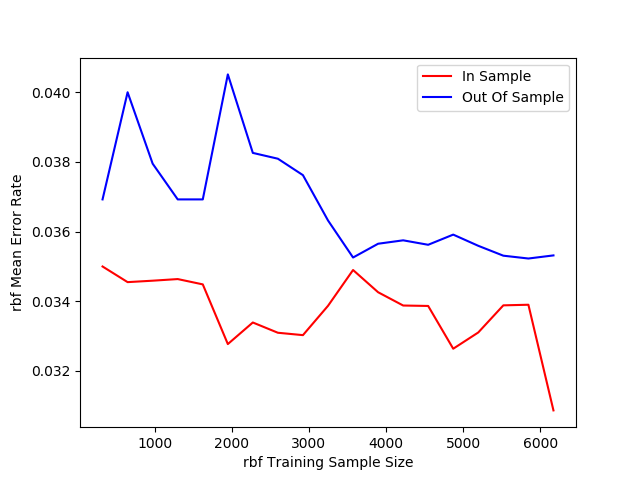 In Sample
Out Of Sample
0.040
0.038
0.036
0.034
0.032
rbf Mean Error Rate
1000 2000 3000 4000 5000 6000
rbf Training Sample Size